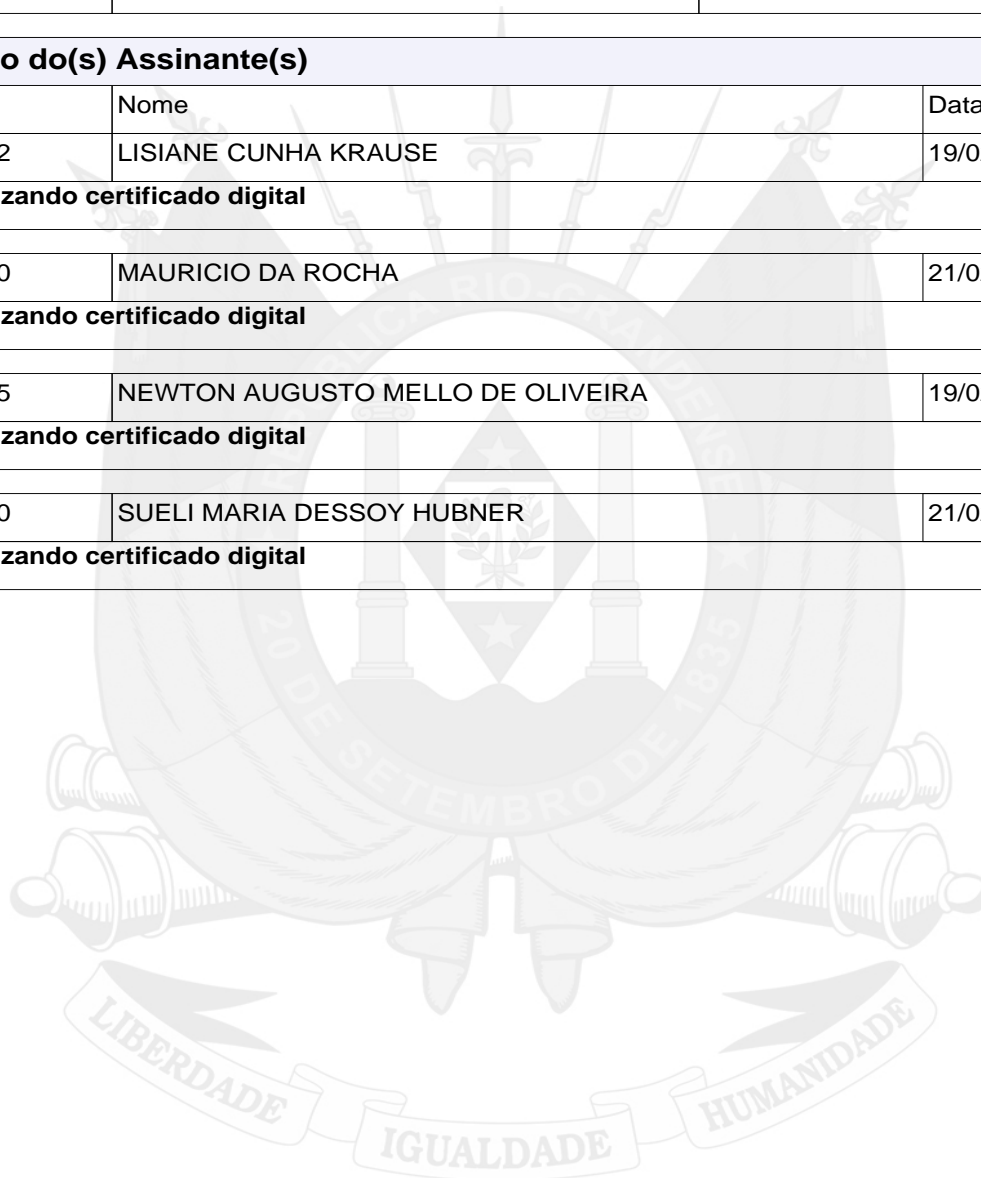 o do(s) Assinante(s)
Nome Data
2 LISIANE CUNHA KRAUSE 19/0
zando certificado digital
0 MAURICIO DA ROCHA 21/0
zando certificado digital
5 NEWTON AUGUSTO MELLO DE OLIVEIRA 19/0
zando certificado digital
0 SUELI MARIA DESSOY HUBNER 21/0
zando certificado digital
REPÚBLICA RIO-GRANDENSE
20 DE SETEMBRO DE 1835
LIBERDADE IGUALDADE HUMANIDADE